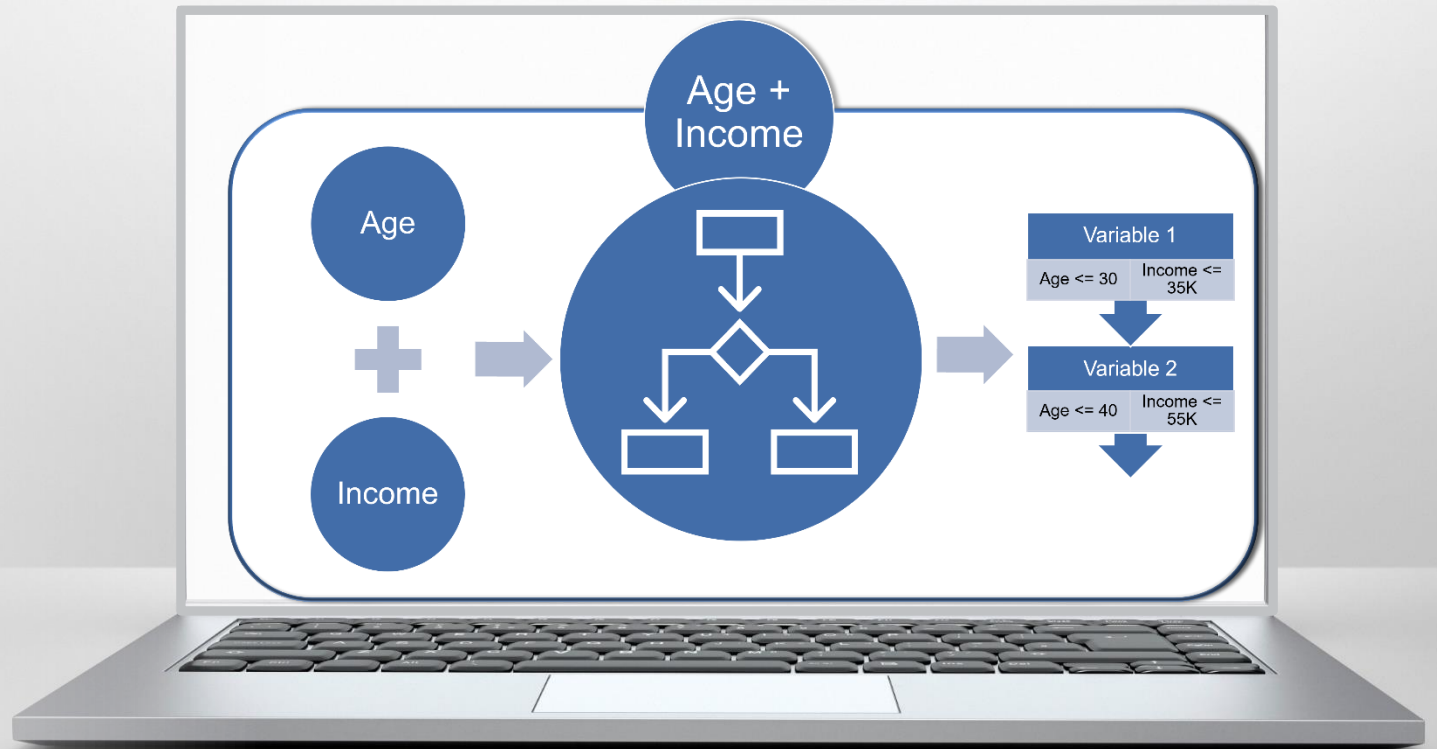 Age +
Income
Age
Income
Variable 1
Age <= 30
Income <=
35K
Variable 2
Age <= 40
Income <=
55K